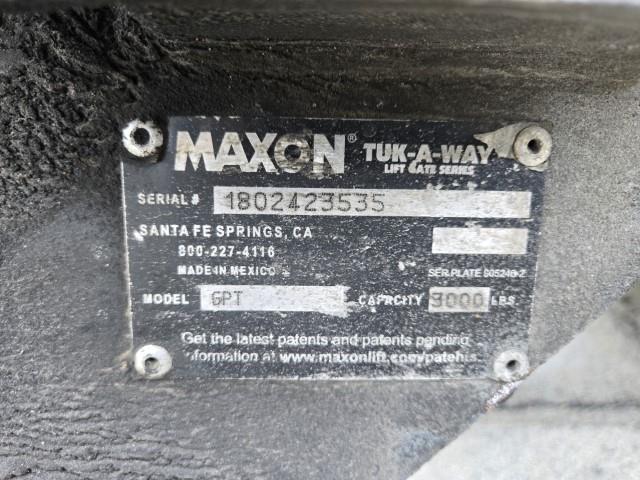 MAXON® TUK-A-WAY
LIFT GATE SERIES
SERIAL # 1802423535
SANTA FE SPRINGS, CA
800-227-4116
MADE IN MEXICO SER.PLATE 905246-2
MODEL GPT CAPACITY 3000 LBS.
Get the latest patents and patents pending
information at www.maxonlift.com/patents.